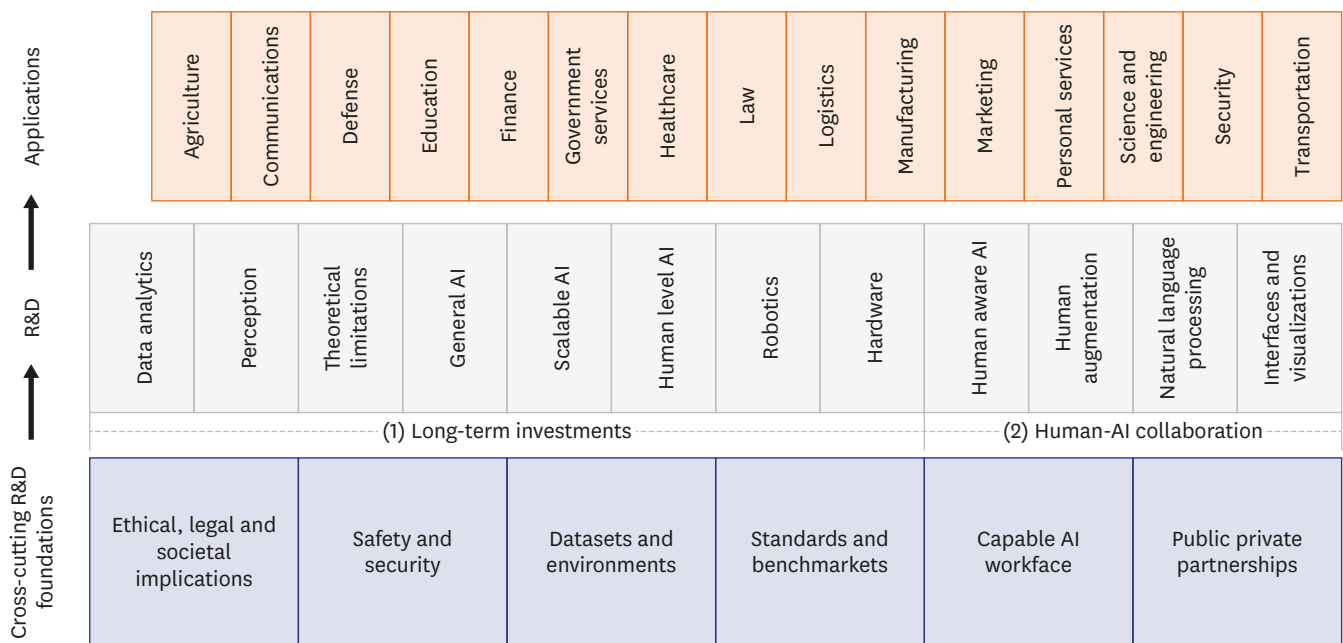 Applications
Agriculture
Communications
Defense
Education
Finance
Government
services
Healthcare
Law
Logistics
Manufacturing
Marketing
Personal services
Science and
engineering
Security
Transportation
R&D
Data analytics
Perception
Theoretical
limitations
General AI
Scalable AI
Human level AI
Robotics
Hardware
Human aware AI
Human
augmentation
Natural language
processing
Interfaces and
visualizations
(1) Long-term investments
(2) Human-AI collaboration
Cross-cutting R&D
foundations
Ethical, legal and
societal
implications
Safety and
security
Datasets and
environments
Standards and
benchmarks
Capable AI
workface
Public private
partnerships